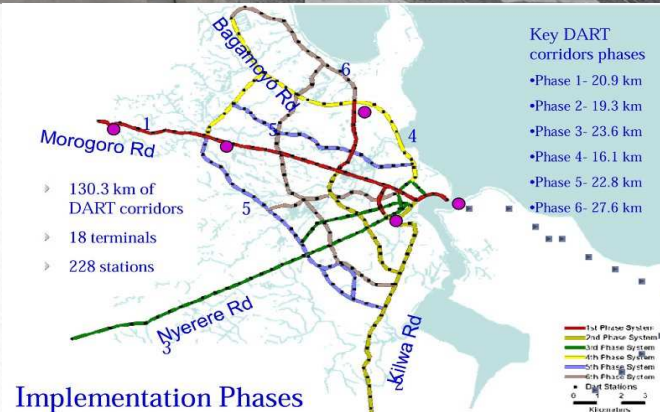 Key DART
corridors phases
•Phase 1- 20.9 km
•Phase 2- 19.3 km
•Phase 3- 23.6 km
•Phase 4- 16.1 km
•Phase 5- 22.8 km
•Phase 6- 27.6 km
Bagamoyo Rd
6
1
Morogoro Rd
5
4
130.3 km of
DART corridors
18 terminals
228 stations
5
Nyerere Rd
3
Kilwa Rd
1st Phase System
2nd Phase System
3rd Phase System
4th Phase System
5th Phase System
6th Phase System
Dart Stations
0 1 2 3
Kilometers
Implementation Phases